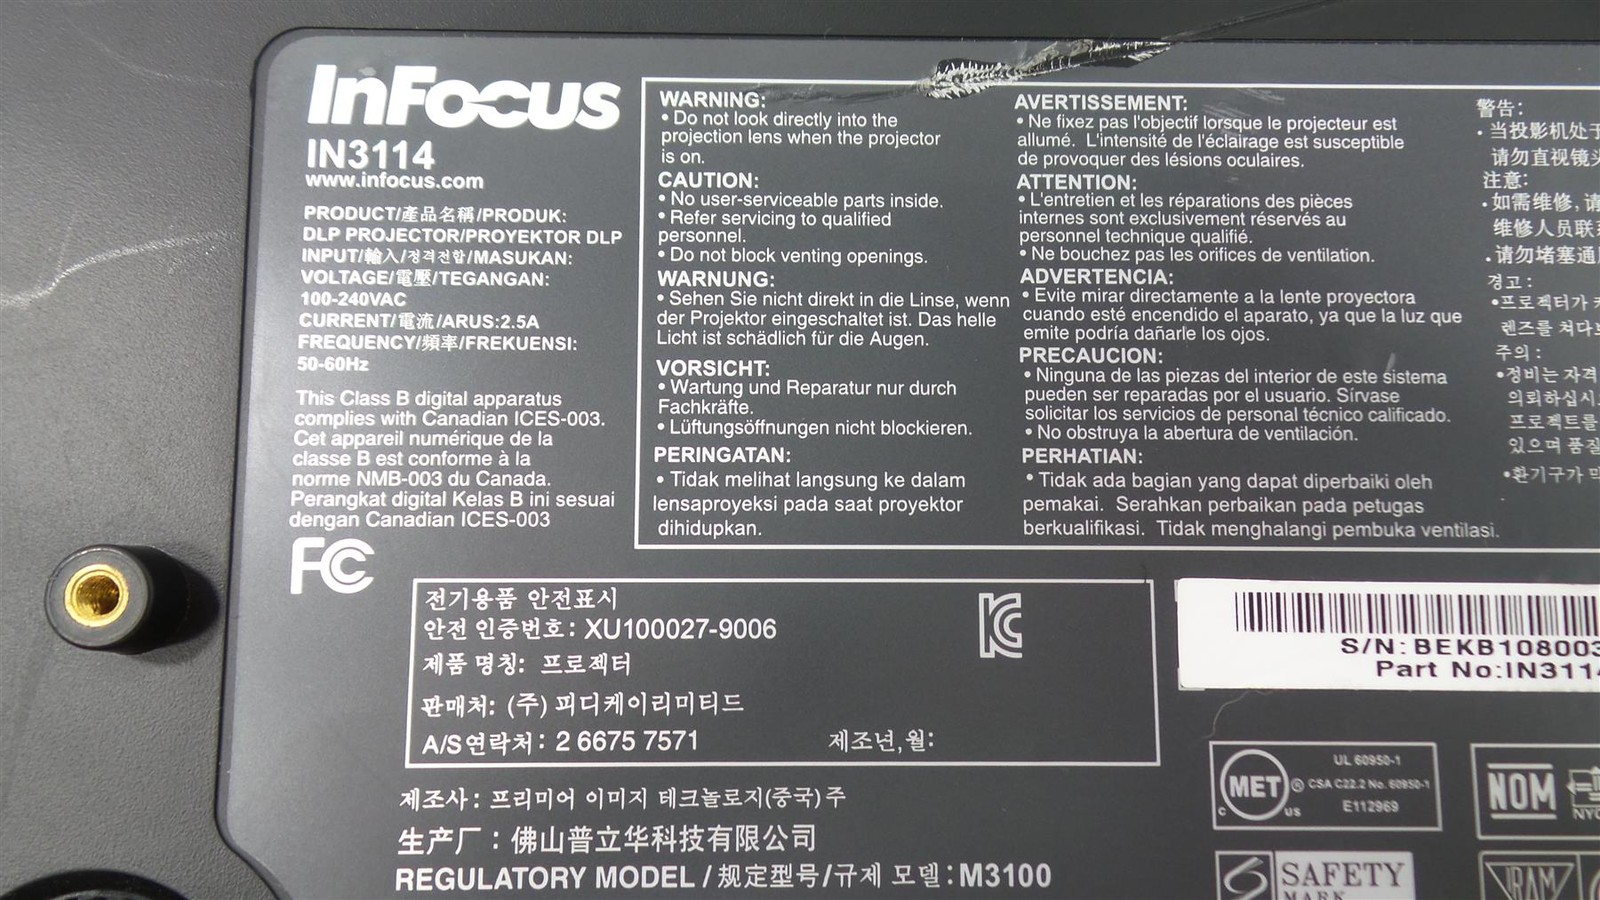 InFocus
IN3114
www.infocus.com
PRODUCT/產品名稱/PRODUK:
DLP PROJECTOR/PROYEKTOR DLP
INPUT/輸入/정격전압/MASUKAN:
VOLTAGE/電壓/TEGANGAN:
100-240VAC
CURRENT/電流/ARUS:2.5A
FREQUENCY/頻率/FREKUENSI:
50-60Hz
This Class B digital apparatus
complies with Canadian ICES-003.
Cet appareil numérique de la
classe B est conforme à la
norme NMB-003 du Canada.
Perangkat digital Kelas B ini sesuai
dengan Canadian ICES-003
FC
WARNING:
• Do not look directly into the
projection lens when the projector
is on.
CAUTION:
• No user-serviceable parts inside.
• Refer servicing to qualified
personnel.
• Do not block venting openings.
WARNUNG:
• Sehen Sie nicht direkt in die Linse, wenn
der Projektor eingeschaltet ist. Das helle
Licht ist schädlich für die Augen.
VORSICHT:
• Wartung und Reparatur nur durch
Fachkräfte.
• Lüftungsöffnungen nicht blockieren.
PERINGATAN:
• Tidak melihat langsung ke dalam
lensaproyeksi pada saat proyektor
dihidupkan.
AVERTISSEMENT:
• Ne fixez pas l'objectif lorsque le projecteur est
allumé. L'intensité de l'éclairage est susceptible
de provoquer des lésions oculaires.
ATTENTION:
• L'entretien et les réparations des pièces
internes sont exclusivement réservés au
personnel technique qualifié.
• Ne bouchez pas les orifices de ventilation.
ADVERTENCIA:
• Evite mirar directamente a la lente proyectora
cuando esté encendido el aparato, ya que la luz que
emite podría dañarle los ojos.
PRECAUCION:
• Ninguna de las piezas del interior de este sistema
pueden ser reparadas por el usuario. Sírvase
solicitar los servicios de personal técnico calificado.
• No obstruya la abertura de ventilación.
PERHATIAN:
• Tidak ada bagian yang dapat diperbaiki oleh
pemakai. Serahkan perbaikan pada petugas
berkualifikasi. Tidak menghalangi pembuka ventilasi.
警告:
• 当投影机处于
请勿直视镜头
注意:
• 如需维修, 请
维修人员联系
• 请勿堵塞通
경고:
• 프로젝터가 켜
렌즈를 쳐다보
주의:
• 정비는 자격
의뢰하십시오
프로젝트를
있으며 품질
• 환기구가 막
전기용품 안전표시
안전 인증번호: XU100027-9006
제품 명칭: 프로젝터
판매처: (주) 피디케이리미티드
A/S연락처: 2 6675 7571
제조년,월:
제조사: 프리미어 이미지 테크놀로지(중국)주
生产厂: 佛山普立华科技有限公司
REGULATORY MODEL / 规定型号/규제 모델: M3100
S/N: BEKB108003
Part No:IN3114
MET
®
C
US
UL 60950-1
CSA C22.2 No. 60950-1
E112969
NOM
NYC
SAFETY
MARK
IRAM